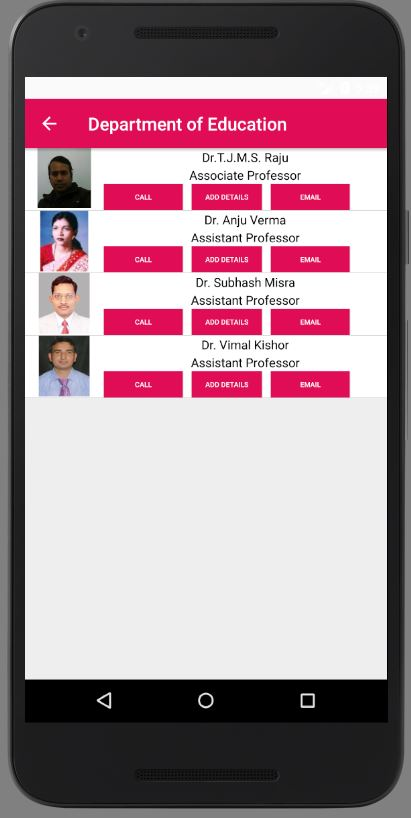 Department of Education
Dr.T.J.M.S. Raju
Associate Professor
CALL ADD DETAILS EMAIL
Dr. Anju Verma
Assistant Professor
CALL ADD DETAILS EMAIL
Dr. Subhash Misra
Assistant Professor
CALL ADD DETAILS EMAIL
Dr. Vimal Kishor
Assistant Professor
CALL ADD DETAILS EMAIL